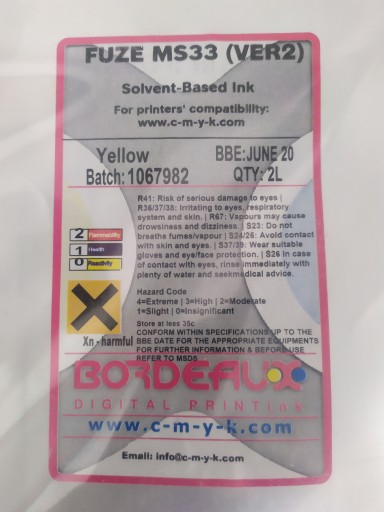 FUZE MS33 (VER2)
Solvent-Based Ink
For printers' compatibility:
www.c-m-y-k.com
Yellow
BBE:JUNE 20
Batch:1067982
QTY: 2L
R41: Risk of serious damage to eyes |
R36/37/38: Irritating to eyes, respiratory
system and skin. | R67: Vapours may cause
drowsiness and dizziness. | S23: Do not
breathe fumes/vapour | S24/25: Avoid contact
with skin and eyes. | S37/39: Wear suitable
gloves and eye/face protection. | S26 in case
of contact with eyes, rinse immediately with
plenty of water and seekmedical advice.
2 Flammability
1 Health
0 Reactivity
Hazard Code
4=Extreme | 3=High | 2=Moderate
1=Slight | 0=Insignificant
Store at less 35c
CONFORM WITHIN SPECIFICATIONS UP TO THE
BBE DATE FOR THE APPROPRIATE EQUIPMENTS
FOR FURTHER INFORMATION & BEFORE USE
REFER TO MSDS
Xn - harmful
BORDEAUX
DIGITAL PRINTink
www.c-m-y-k.com
Email: info@c-m-y-k.com